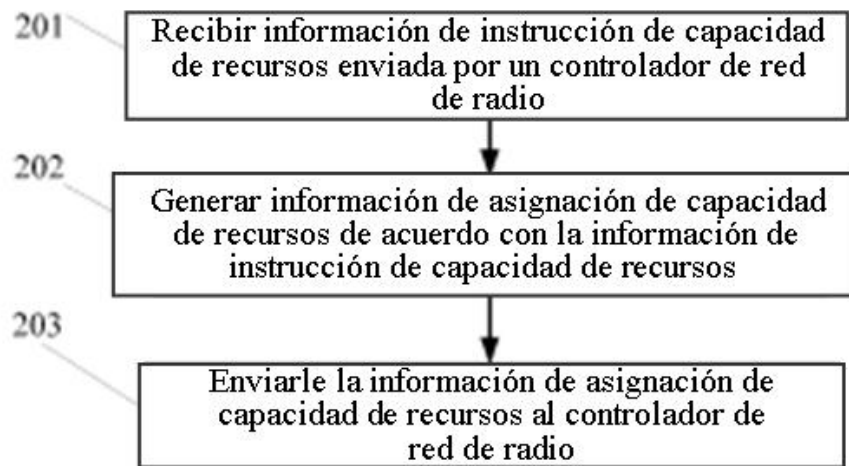 201
Recibir información de instrucción de capacidad
de recursos enviada por un controlador de red
de radio
202
Generar información de asignación de capacidad
de recursos de acuerdo con la información de
instrucción de capacidad de recursos
203
Enviarle la información de asignación de
capacidad de recursos al controlador de
red de radio